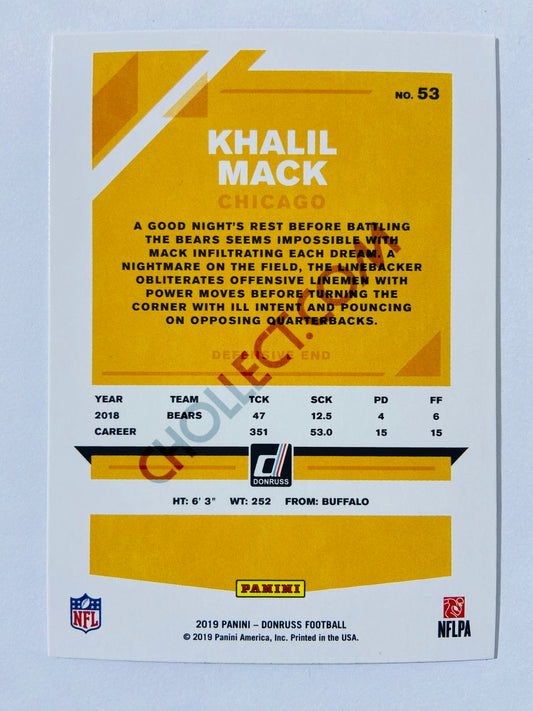 NO. 53
KHALIL
MACK
CHICAGO
A GOOD NIGHT'S REST BEFORE BATTLING
THE BEARS SEEMS IMPOSSIBLE WITH
MACK INFILTRATING EACH DREAM. A
NIGHTMARE ON THE FIELD, THE LINEBACKER
OBLITERATES OFFENSIVE LINEMEN WITH
POWER MOVES BEFORE TURNING THE
CORNER WITH ILL INTENT AND POUNCING
ON OPPOSING QUARTERBACKS.
DEFENSIVE END
CHOLLECT.COM
YEAR TEAM TCK SCK PD FF
2018 BEARS 47 12.5 4 6
CAREER 351 53.0 15 15
DONRUSS
HT: 6' 3" WT: 252 FROM: BUFFALO
PANINI
NFL
2019 PANINI – DONRUSS FOOTBALL
© 2019 Panini America, Inc. Printed in the USA.
NFLPA